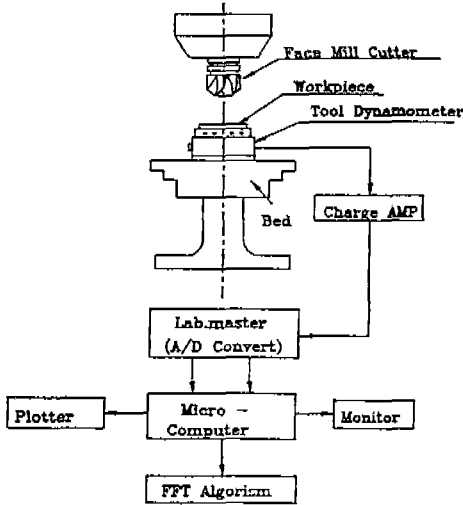 Face Mill Cutter
Workpiece
Tool Dynamometer
Bed
Charge AMP
Lab.master
(A/D Convert)
Plotter
Micro -
Computer
Monitor
FFT Algorism